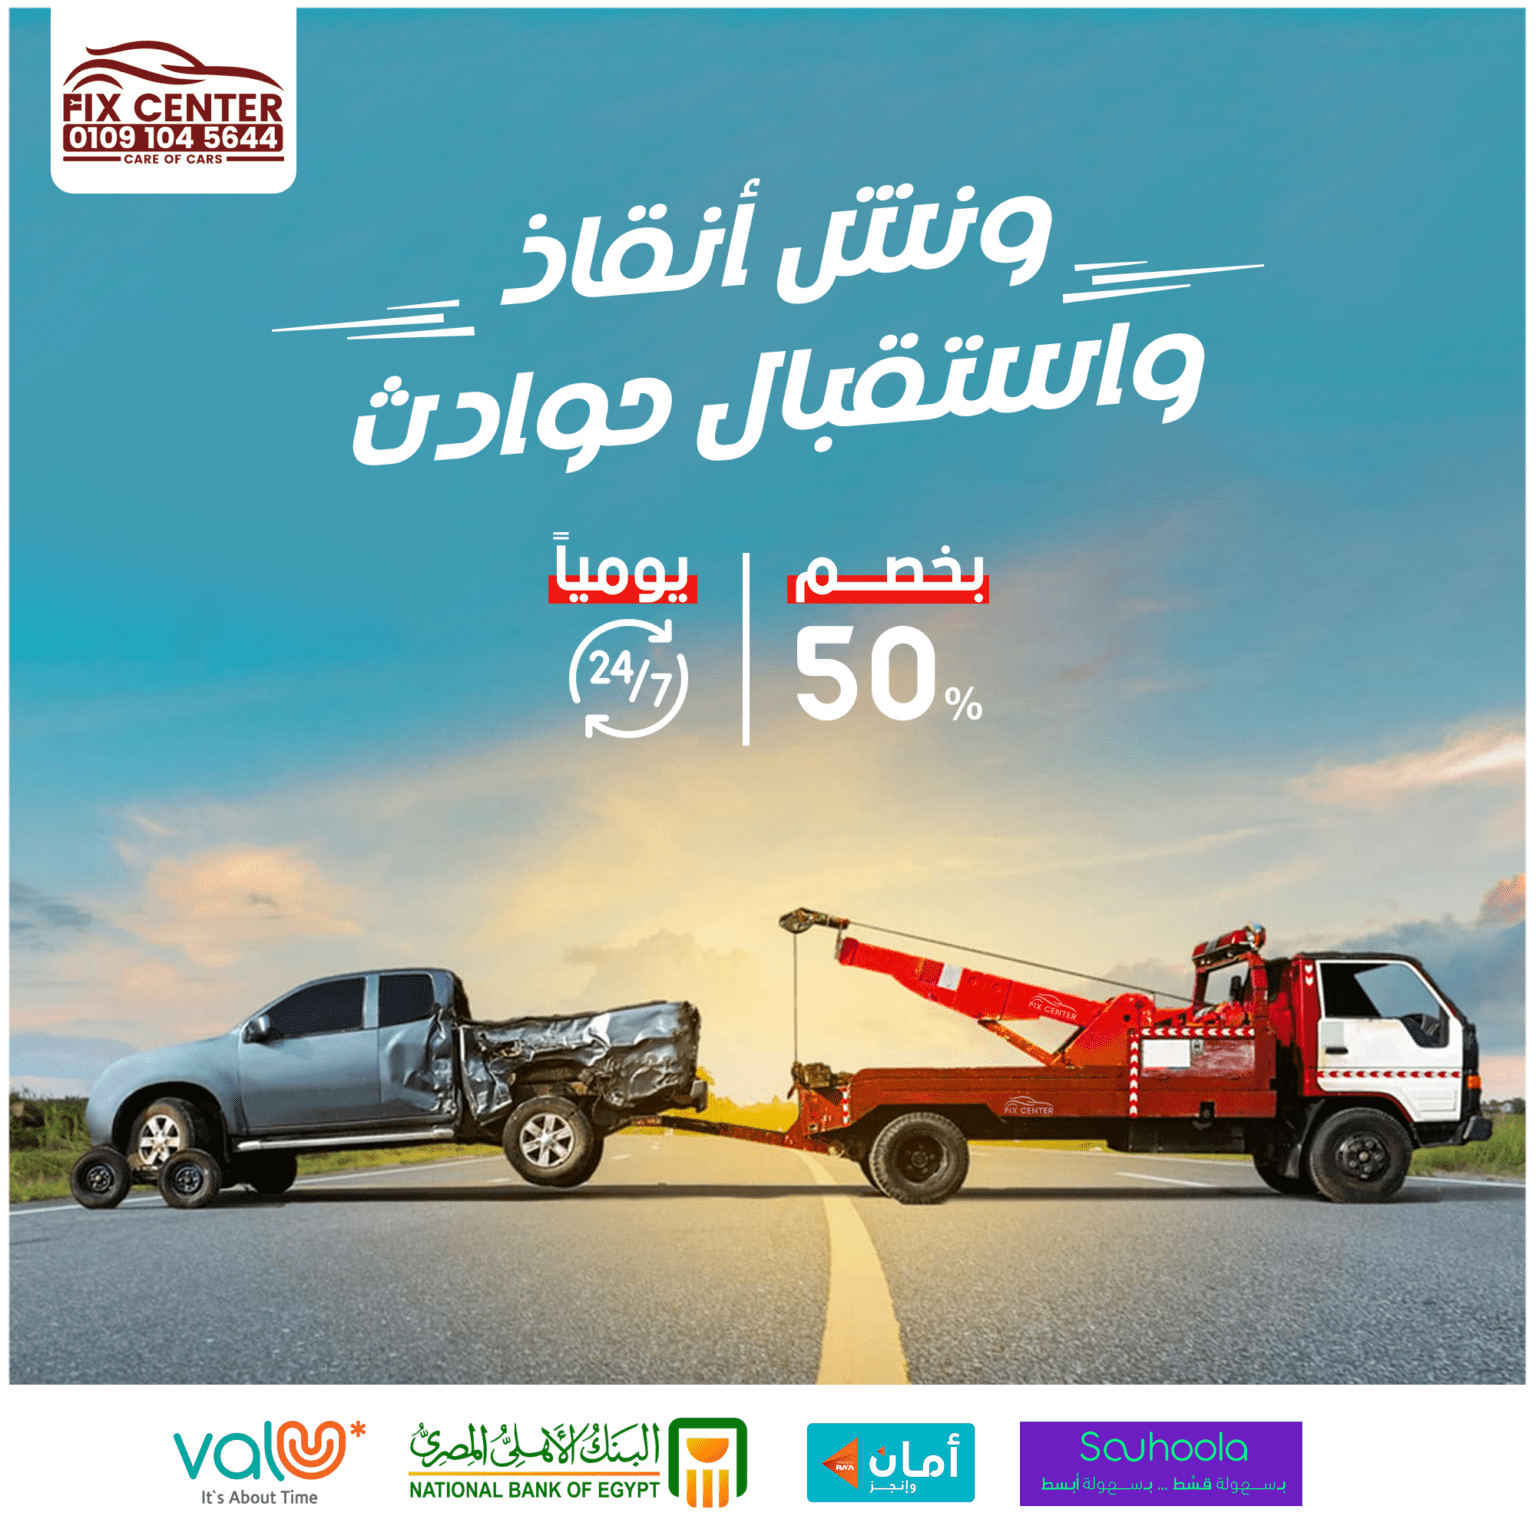 FIX CENTER
0109 104 5644
CARE OF CARS
ونش أنقاذ
واستقبال حوادث
بخصم
50%
يومياً
24/7
FIX CENTER
FIX CENTER
valU*
It`s About Time
البنك الأهلي المصري
NATIONAL BANK OF EGYPT
أمان
وإنجز
RAYA
Souhoola
بسهولة قسّط ... بسهولة أبسط